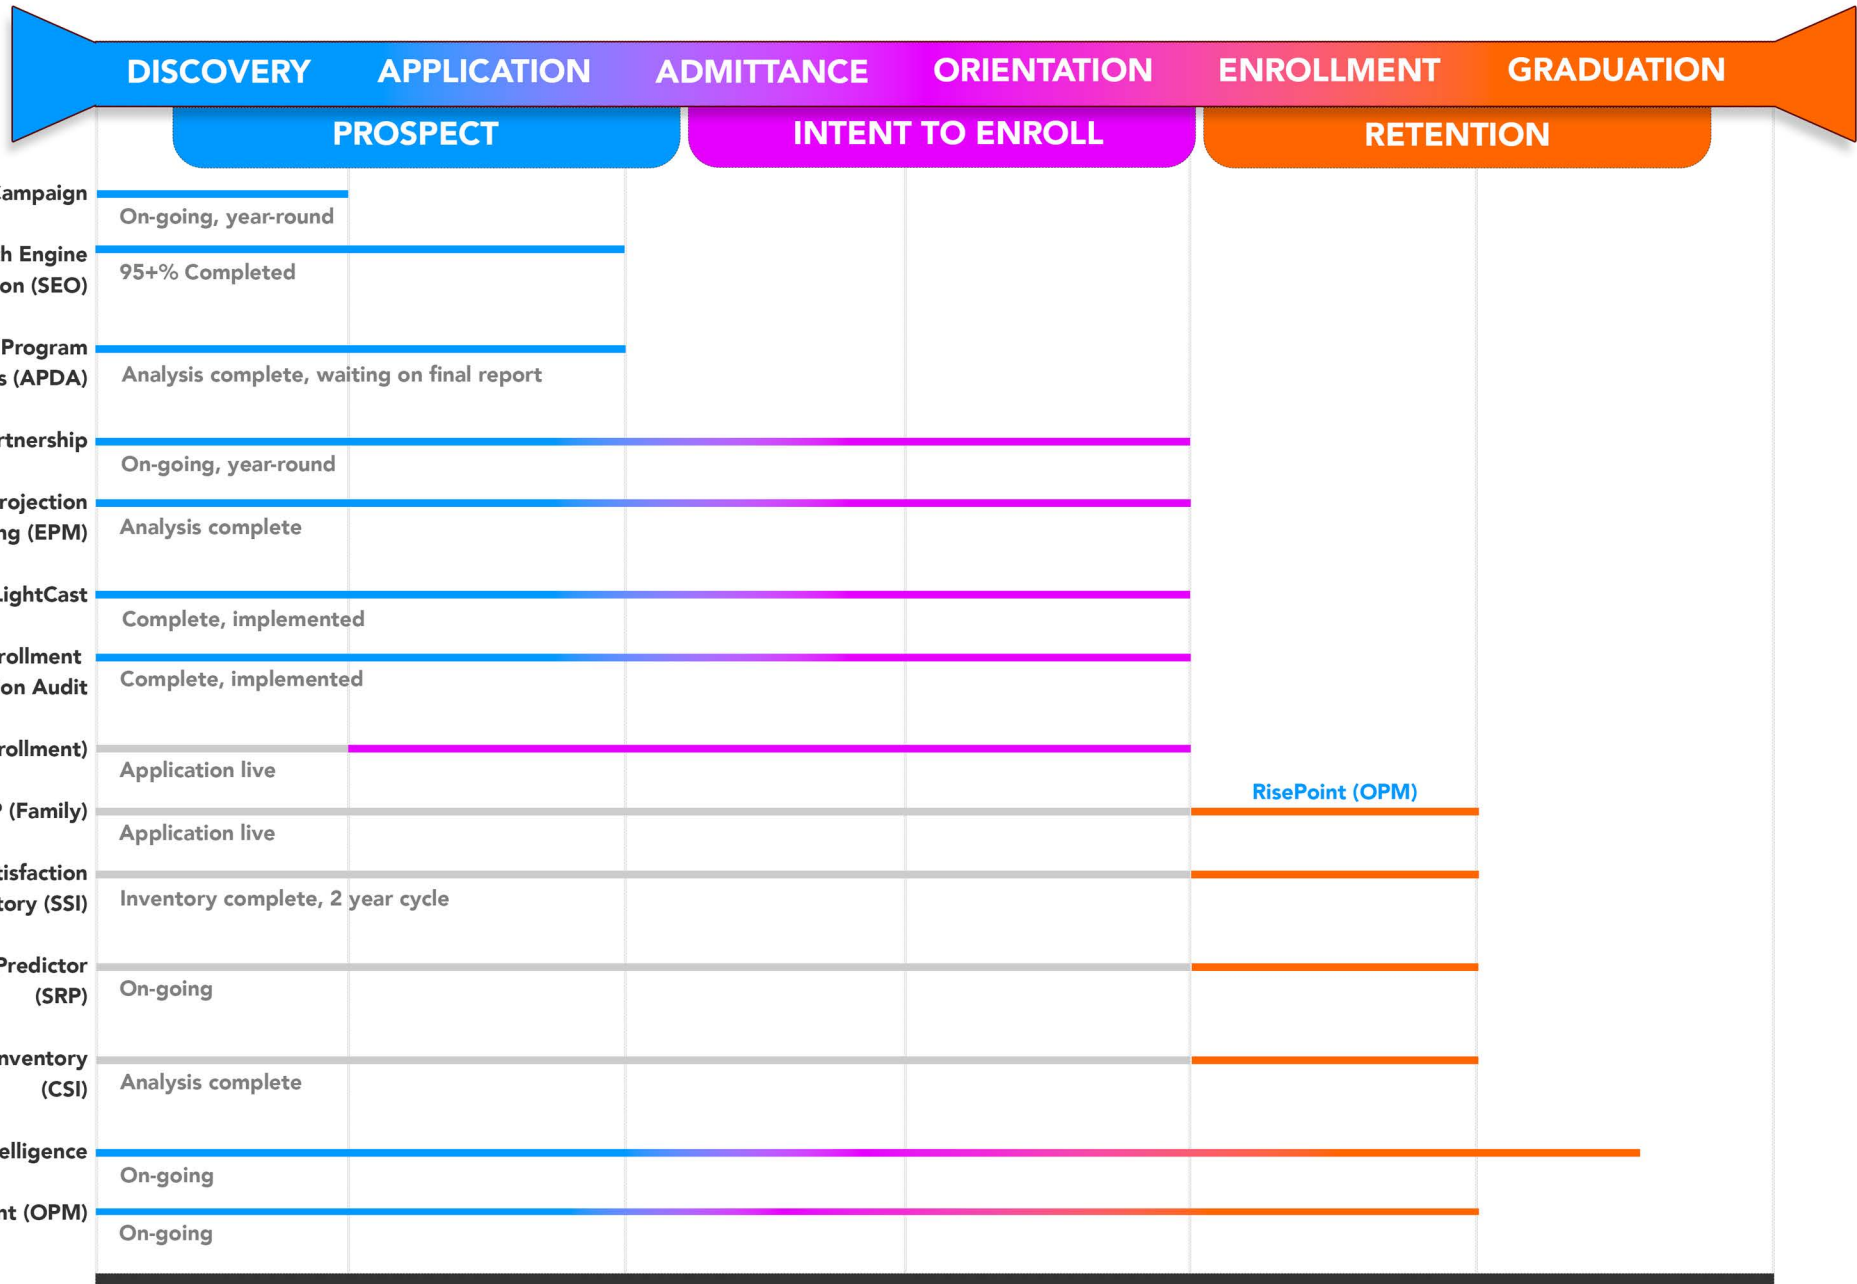 DISCOVERY APPLICATION ADMITTANCE ORIENTATION ENROLLMENT GRADUATION
PROSPECT INTENT TO ENROLL RETENTION
ampaign
On-going, year-round
h Engine
95+% Completed
on (SEO)
Program
s (APDA)
Analysis complete, waiting on final report
rtnership
On-going, year-round
rojection
Analysis complete
ng (EPM)
LightCast
Complete, implemented
rollment
Complete, implemented
on Audit
rollment)
Application live
RisePoint (OPM)
(Family)
Application live
tisfaction
Inventory complete, 2 year cycle
tory (SSI)
Predictor
On-going
(SRP)
nventory
Analysis complete
(CSI)
elligence
On-going
nt (OPM)
On-going